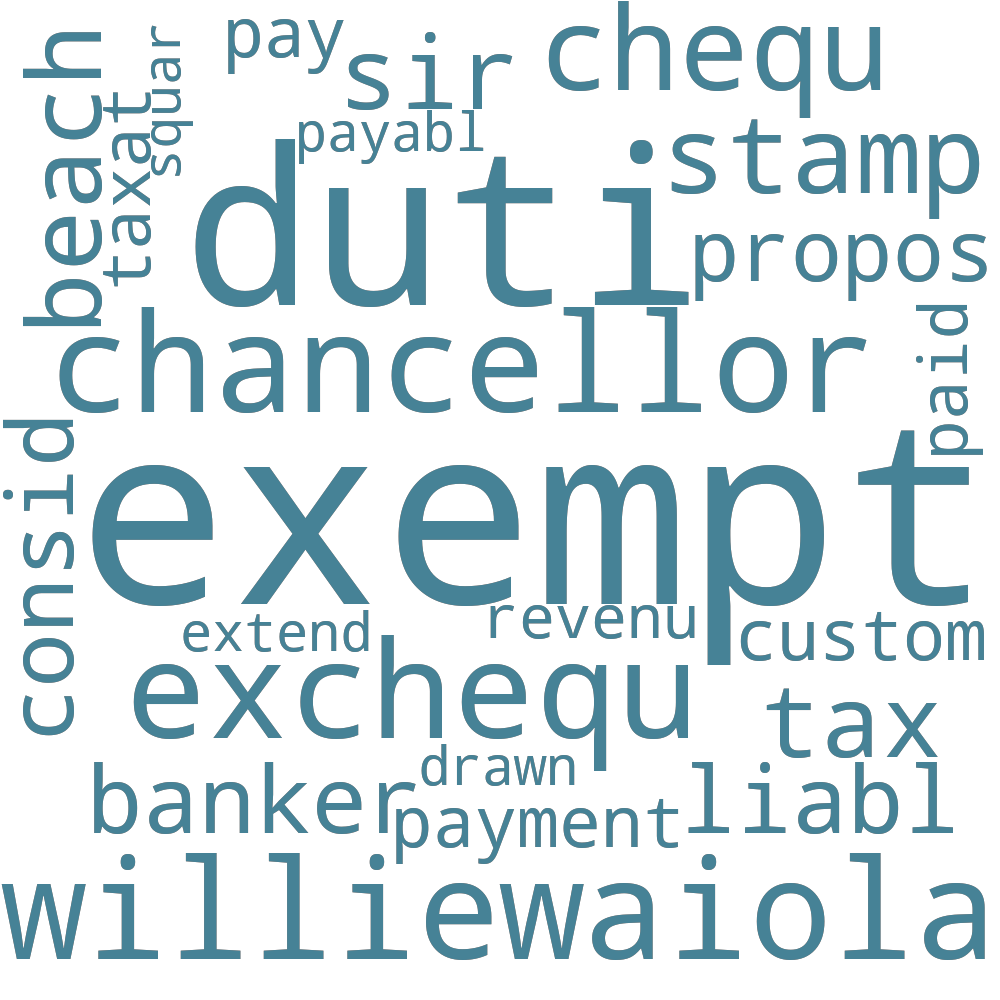 pay
chequ
sir
squar
beach
taxat
payabl
stamp
duti
propos
chancellor
paid
consid
exempt
revenu
extend
custom
exchequ
tax
drawn
banker
liabl
payment
williewaiola